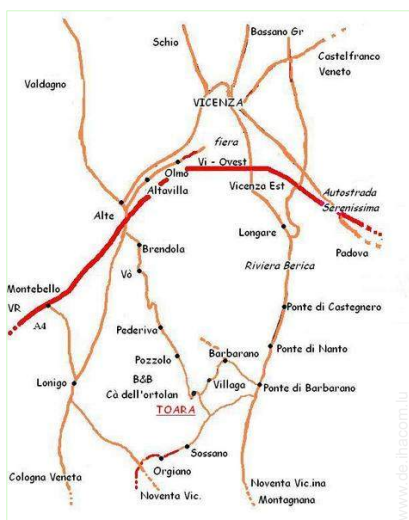 Schio
Bassano Gr
Castelfranco
Veneto
Valdagno
VICENZA
fiera
Olmo
Vi - Ovest
Altavilla
Vicenza Est
Autostrada
Serenissima
Alte
Longare
Padova
Brendola
Riviera Berica
Vò
Montebello
VR
A4
Ponte di Castegnero
Pederiva
Ponte di Nanto
Pozzolo
Barbarano
B&B
Cà dell'ortolan
Villaga
Ponte di Barbarano
Lonigo
TOARA
Sossano
Orgiano
Cologna Veneta
Noventa Vic.
Noventa Vic.ina
Montagnana
www.de.ihacom.lu